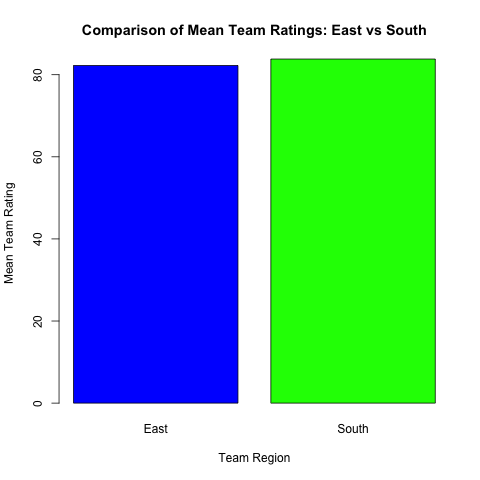 Comparison of Mean Team Ratings: East vs South
Mean Team Rating
80
60
40
20
0
East
South
Team Region